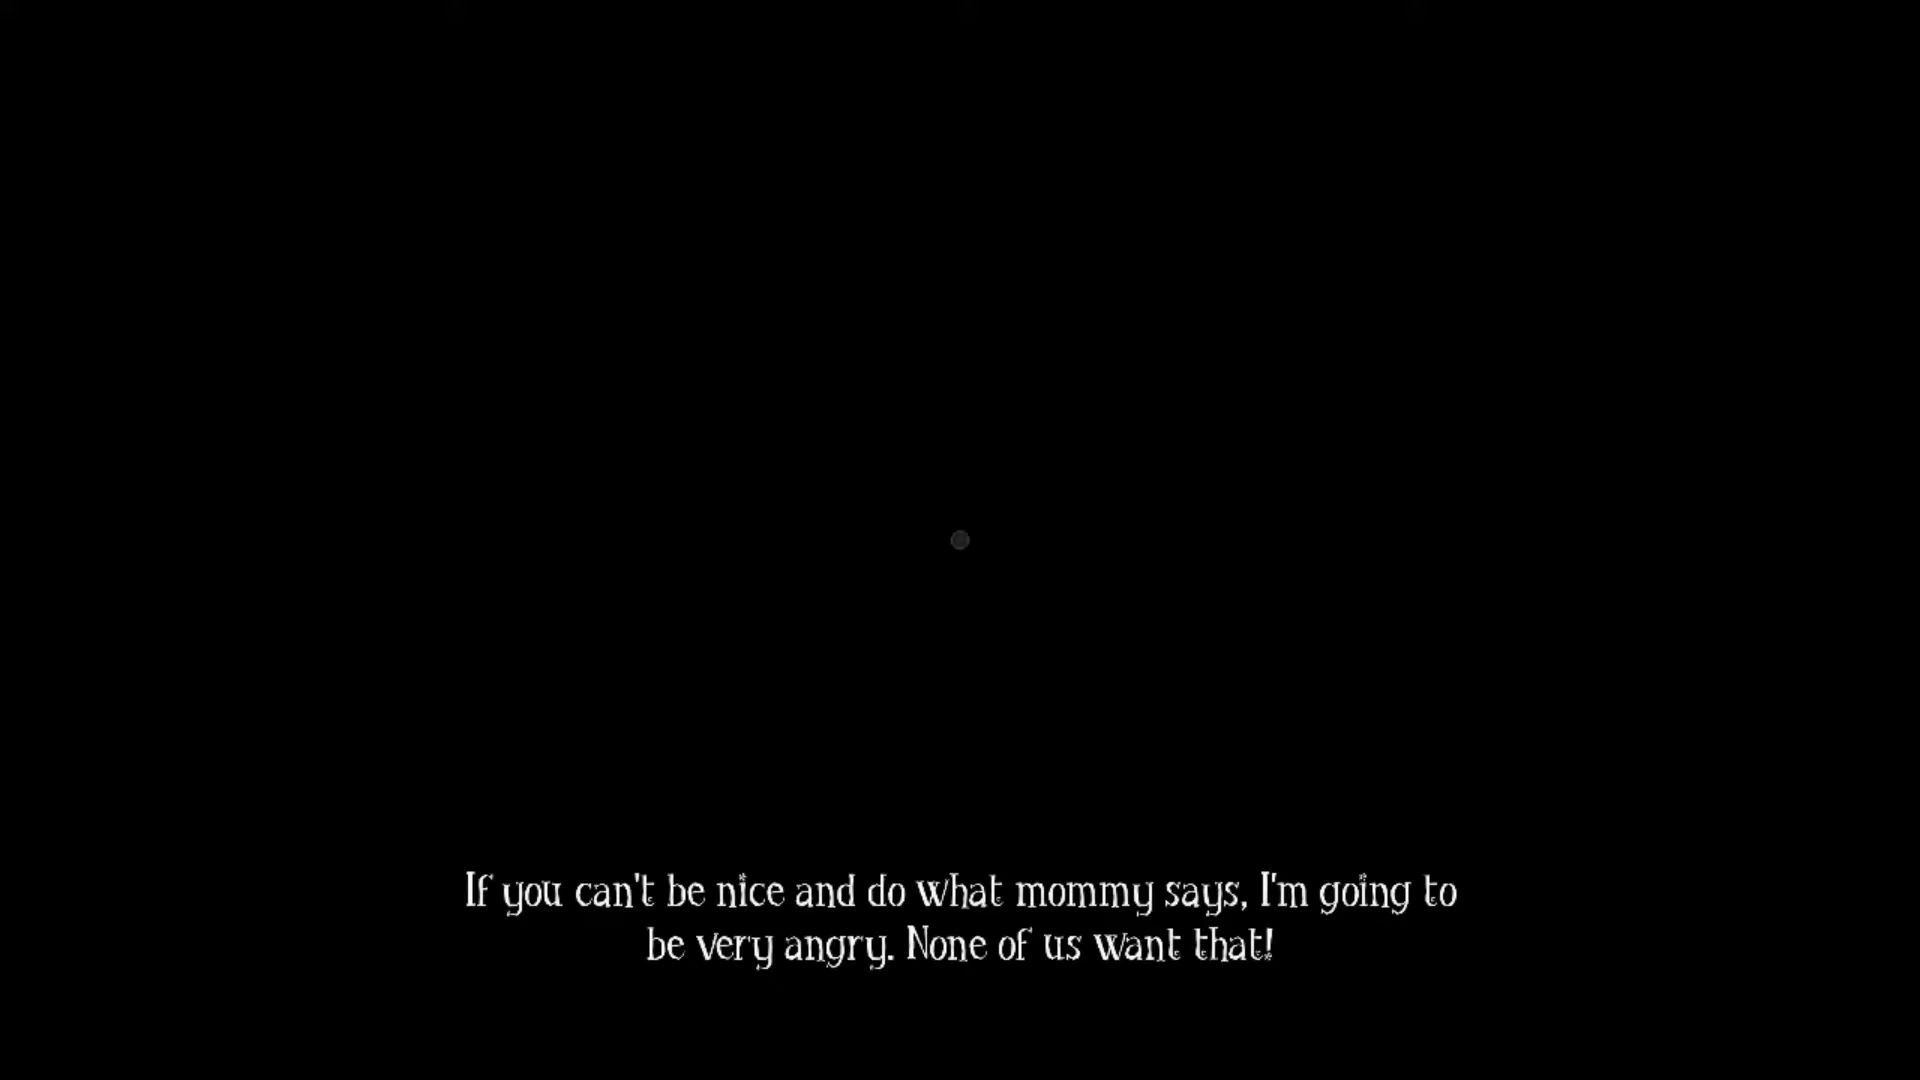 If you can't be nice and do what mommy says, I'm going to
be very angry. None of us want that!